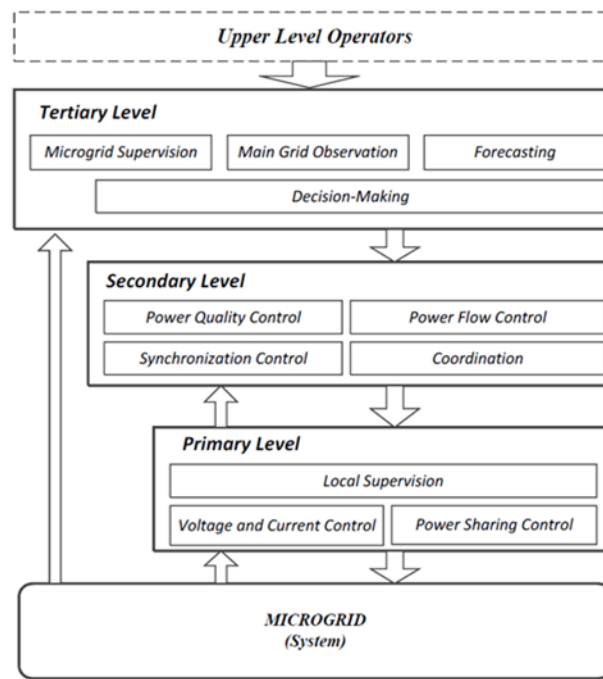 Upper Level Operators
Tertiary Level
Microgrid Supervision
Main Grid Observation
Forecasting
Decision-Making
Secondary Level
Power Quality Control
Power Flow Control
Synchronization Control
Coordination
Primary Level
Local Supervision
Voltage and Current Control
Power Sharing Control
MICROGRID
(System)